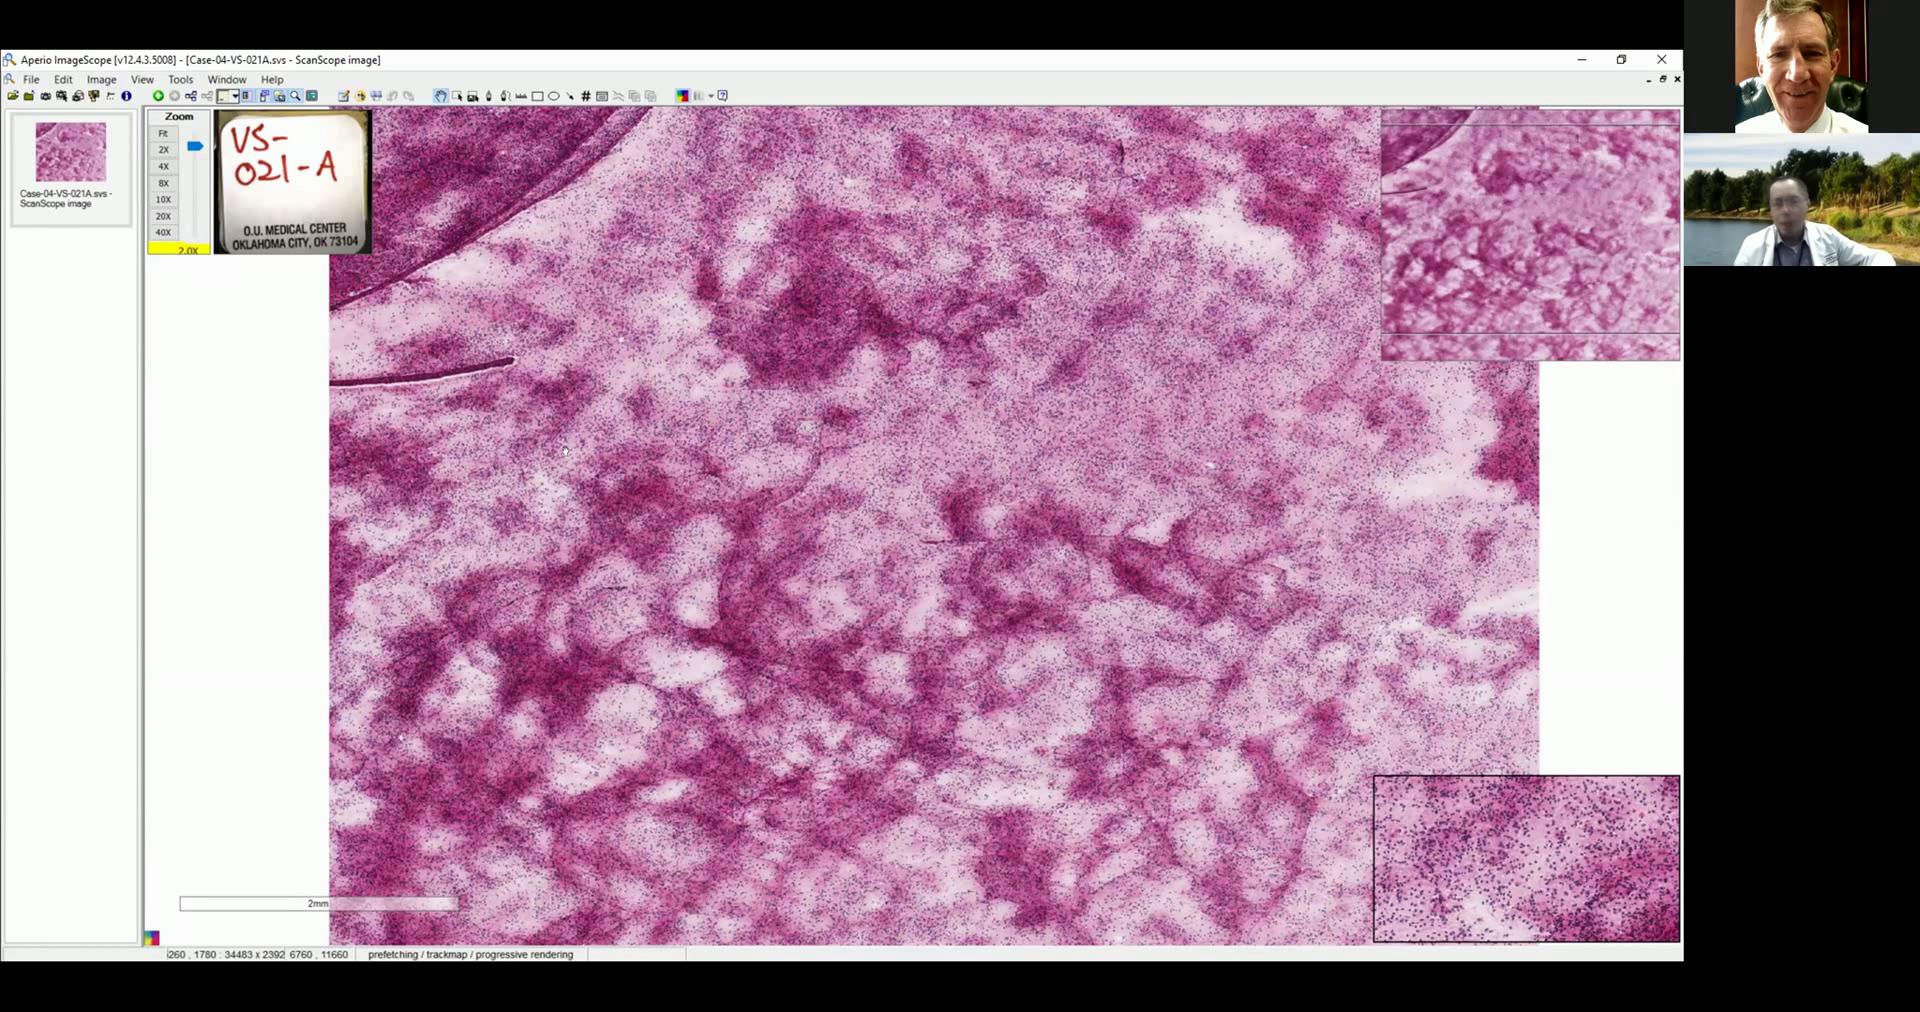 Aperio ImageScope [v12.4.3.5008] - [Case-04-VS-021A.svs - ScanScope image]
File Edit Image View Tools Window Help
Case-04-VS-021A.svs -
ScanScope image
Zoom
Fit
2X
4X
8X
10X
20X
40X
2.0X
VS-
021-A
O.U. MEDICAL CENTER
OKLAHOMA CITY, OK 73104
2mm
260 , 1780 : 34483 x 2392 6760 , 11660 prefetching / trackmap / progressive rendering